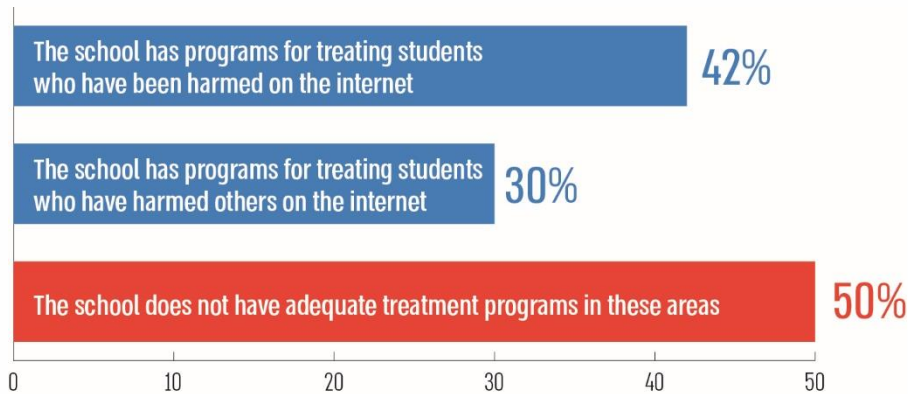 The school has programs for treating students
who have been harmed on the internet
42%
The school has programs for treating students
who have harmed others on the internet
30%
The school does not have adequate treatment programs in these areas
50%
0 10 20 30 40 50